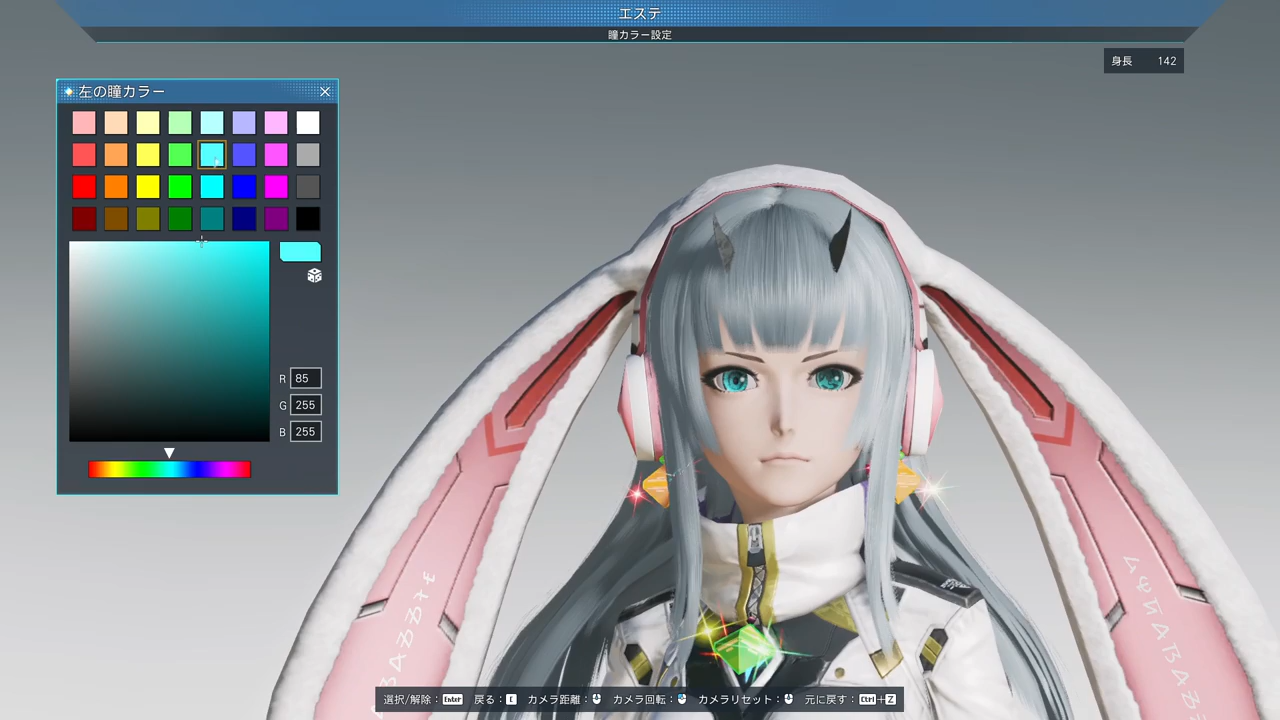 エステ
瞳カラー設定
身長 142
左の瞳カラー
R 85
G 255
B 255
選択/解除：Enter 戻る：E カメラ距離： カメラ回転： カメラリセット： 元に戻す：Ctrl+Z